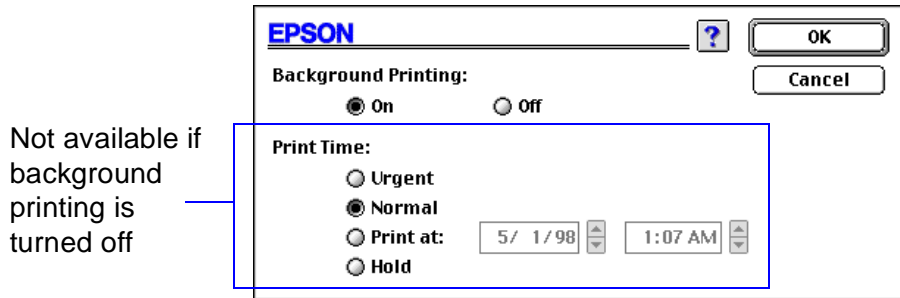 EPSON
?
OK
Background Printing:
Cancel
On
Off
Not available if
background
printing is
turned off
Print Time:
Urgent
Normal
Print at:
5/ 1/98
1:07 AM
Hold